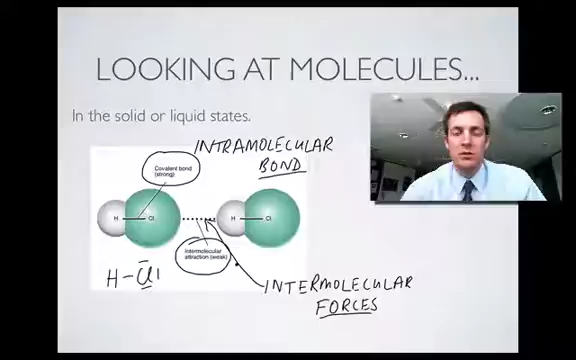 LOOKING AT MOLECULES...
In the solid or liquid states.
INTRAMOLECULAR
BOND
Covalent bond
(strong)
H Cl H Cl
Intermolecular
attraction (weak)
H-Cl
INTERMOLECULAR
FORCES